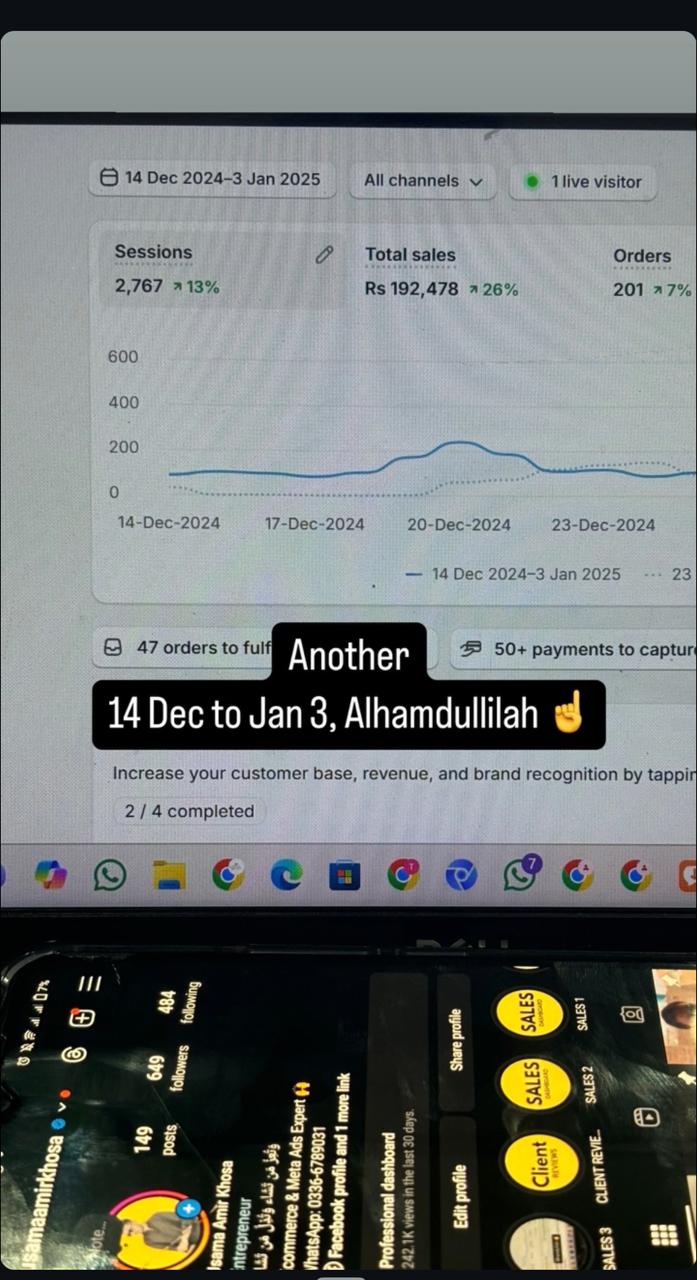 14 Dec 2024–3 Jan 2025 All channels 1 live visitor
Sessions Total sales Orders
2,767 ↗ 13% Rs 192,478 ↗ 26% 201 ↗ 7%
600
400
200
0
14-Dec-2024 17-Dec-2024 20-Dec-2024 23-Dec-2024
14 Dec 2024–3 Jan 2025 23
47 orders to fulf 50+ payments to captur
Another
14 Dec to Jan 3, Alhamdullilah ☝️
Increase your customer base, revenue, and brand recognition by tappin
2 / 4 completed
7
7%
usamaamirkhosa
149 649 484
posts followers following
Usama Amir Khosa
Entrepreneur
commerce & Meta Ads Expert
WhatsApp: 0336-6789031
Facebook profile and 1 more link
Professional dashboard
242.1K views in the last 30 days.
Edit profile Share profile
Client REVIEWS SALES DASHBOARD SALES DASHBOARD
SALES 3 CLIENT REVIE... SALES 2 SALES 1